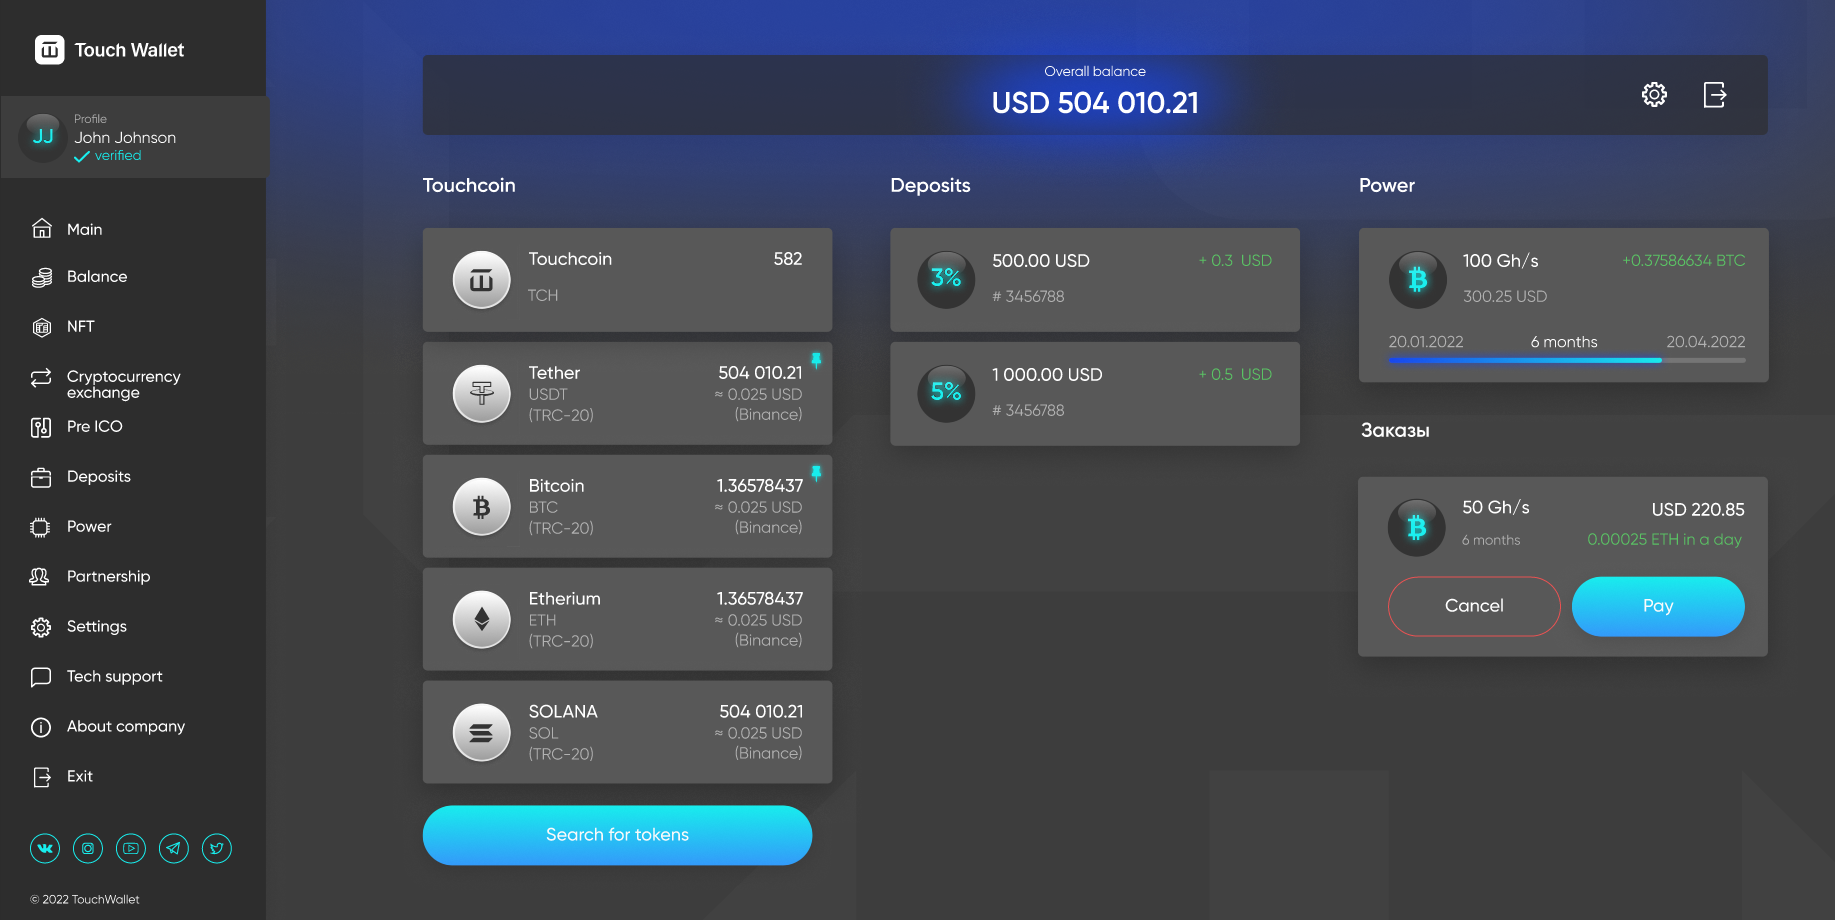 Touch Wallet
Profile
JJ
John Johnson
verified
Main
Balance
NFT
Cryptocurrency
exchange
Pre ICO
Deposits
Power
Partnership
Settings
Tech support
About company
Exit
© 2022 TouchWallet
Overall balance
USD 504 010.21
Touchcoin
Touchcoin 582
TCH
Tether 504 010.21
USDT ≈ 0.025 USD
(TRC-20) (Binance)
Bitcoin 1.36578437
BTC ≈ 0.025 USD
(TRC-20) (Binance)
Etherium 1.36578437
ETH ≈ 0.025 USD
(TRC-20) (Binance)
SOLANA 504 010.21
SOL ≈ 0.025 USD
(TRC-20) (Binance)
Search for tokens
Deposits
3%
500.00 USD + 0.3 USD
# 3456788
5%
1 000.00 USD + 0.5 USD
# 3456788
Power
100 Gh/s +0.37586634 BTC
300.25 USD
20.01.2022 6 months 20.04.2022
Заказы
50 Gh/s USD 220.85
6 months 0.00025 ETH in a day
Cancel Pay